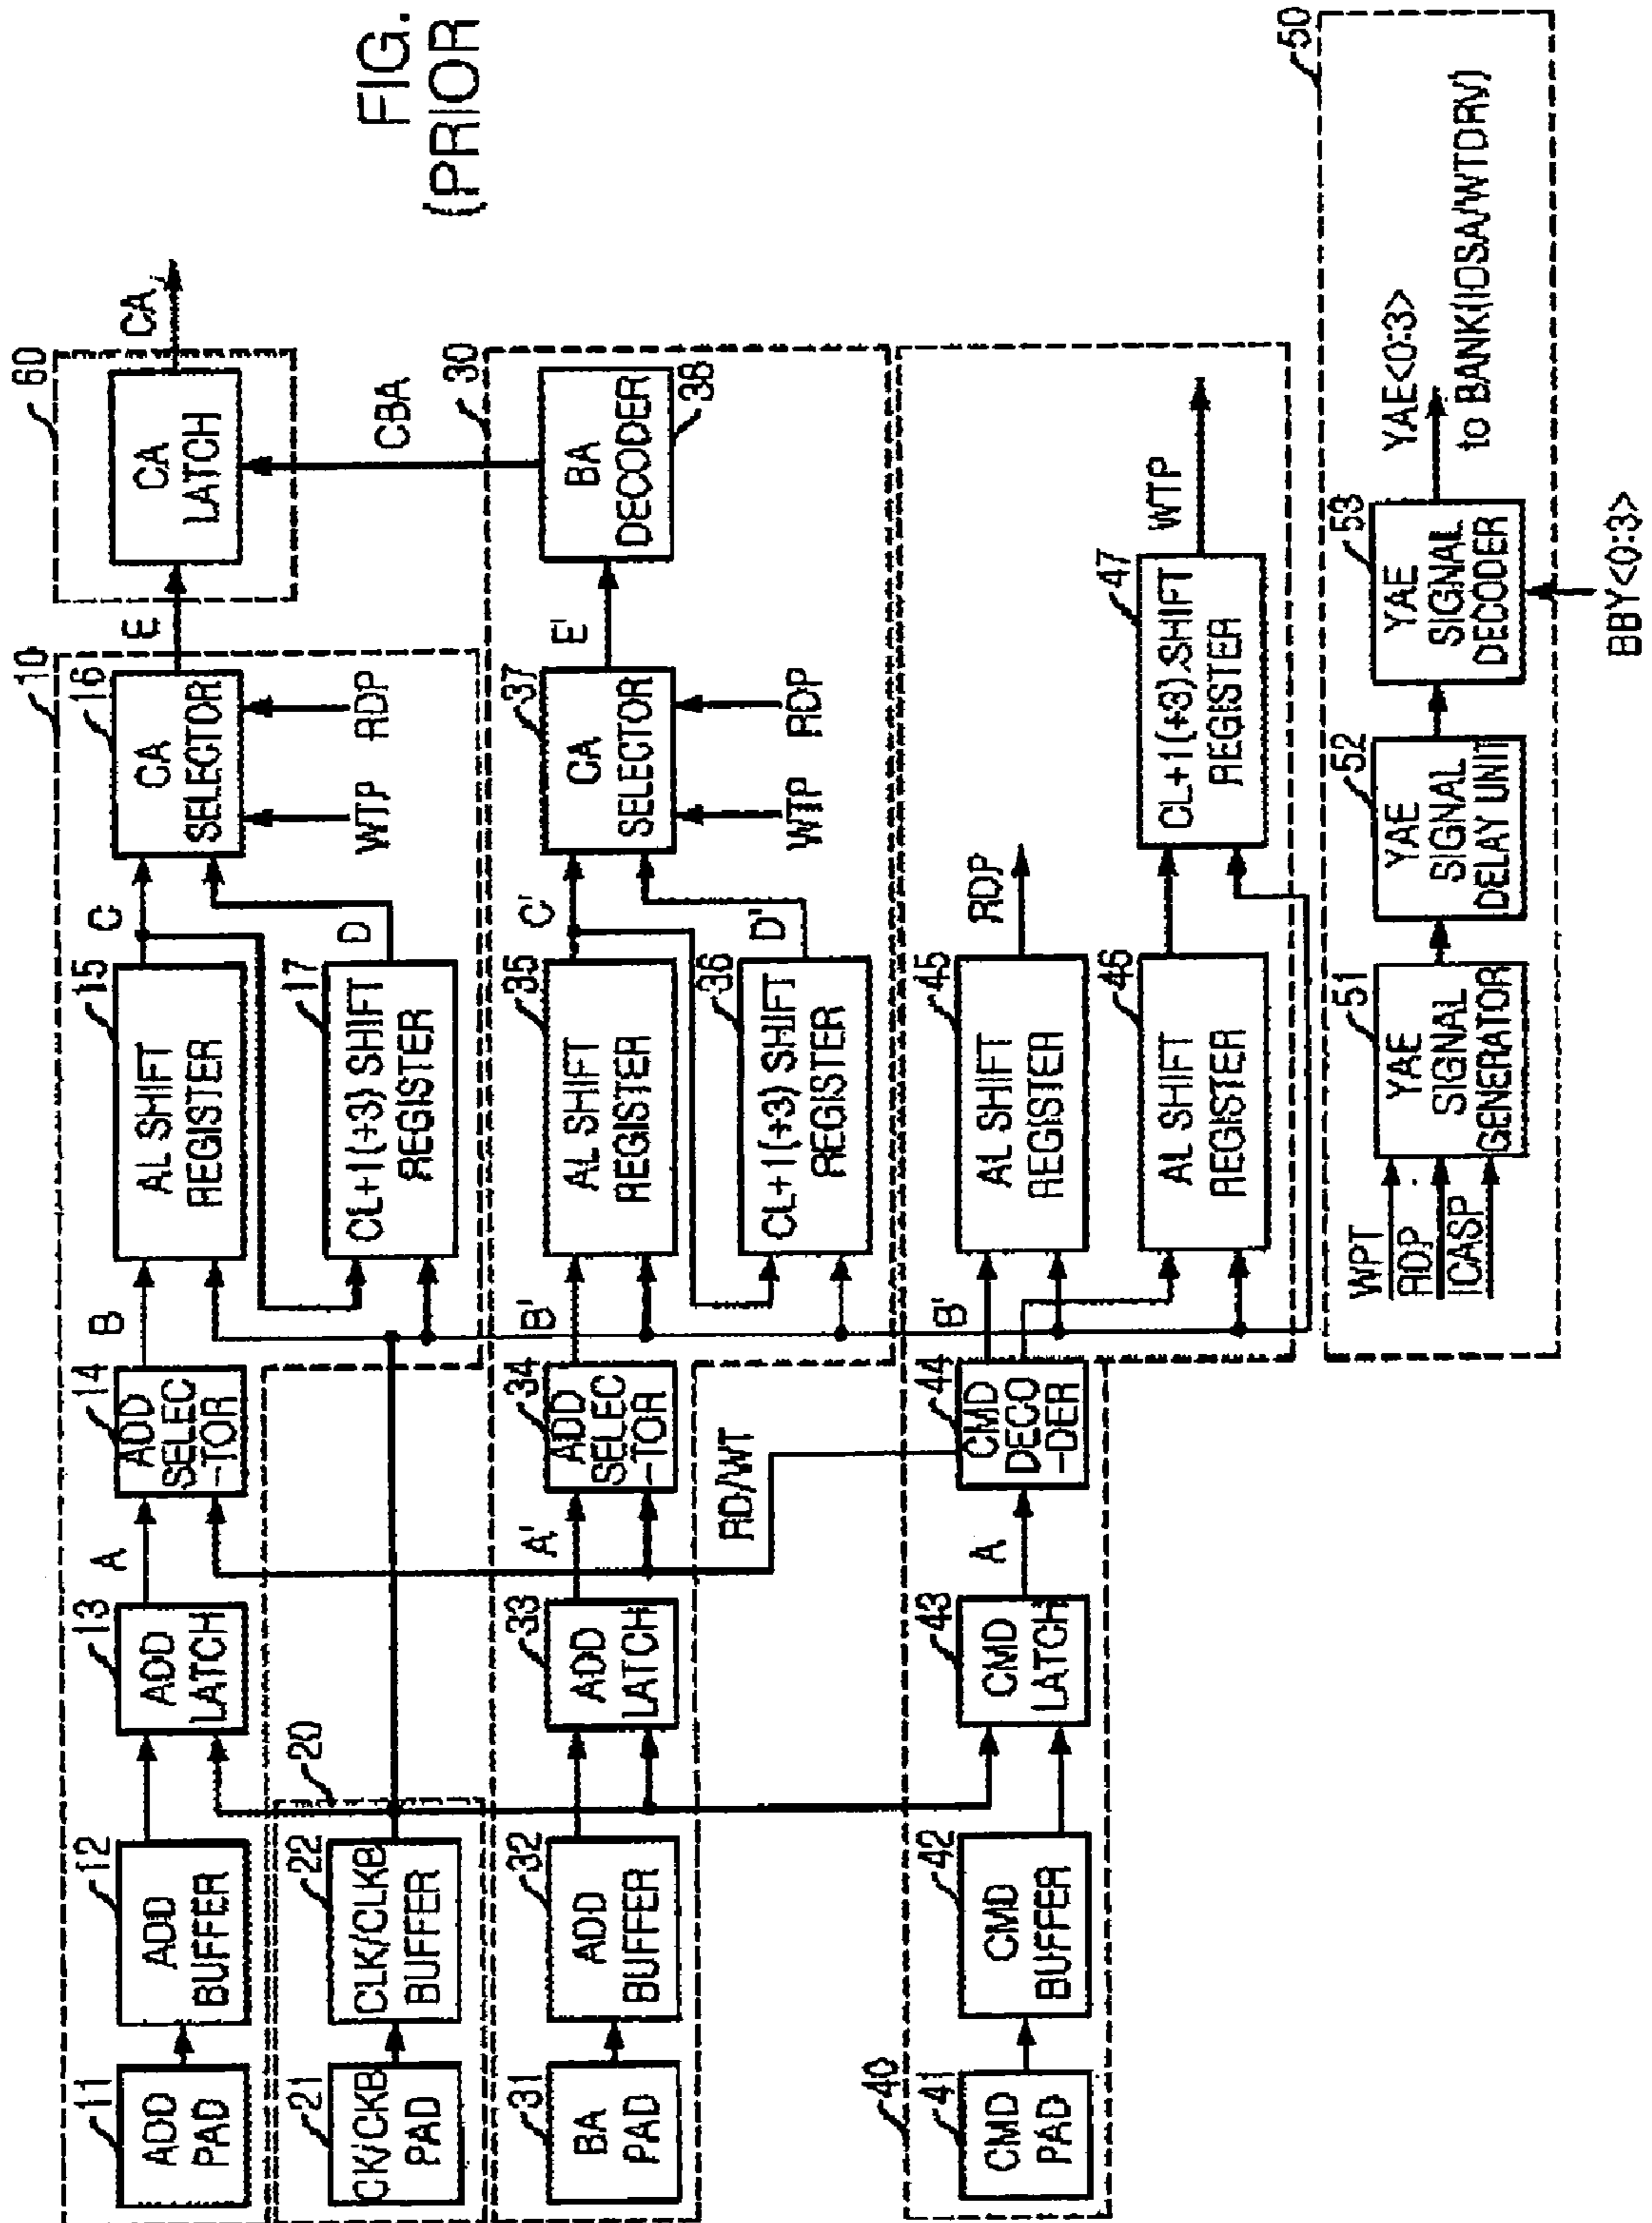 FIG.
(PRIOR
10
11
ADD
PAD
12
ADD
BUFFER
13
ADD
LATCH
A
14
ADD
SELEC
-TOR
B
15
AL SHIFT
REGISTER
C
16
CA
SELECTOR
WTP
RDP
E
17
CL+1(+3) SHIFT
REGISTER
D
60
CA
LATCH
CA
CBA
20
21
CK/CKB
PAD
22
CLK/CLKB
BUFFER
30
31
BA
PAD
32
ADD
BUFFER
33
ADD
LATCH
A'
34
ADD
SELEC
-TOR
B'
35
AL SHIFT
REGISTER
C'
36
CL+1(+3) SHIFT
REGISTER
D'
37
CA
SELECTOR
WTP
RDP
E'
BA
DECODER
38
RD/WT
40
41
CMD
PAD
42
CMD
BUFFER
43
CMD
LATCH
A
44
CMD
DECO
-DER
B'
45
AL SHIFT
REGISTER
RDP
46
AL SHIFT
REGISTER
47
CL+1(+3) SHIFT
REGISTER
WTP
50
WPT
RDP
ICASP
51
YAE
SIGNAL
GENERATOR
52
YAE
SIGNAL
DELAY UNIT
53
YAE
SIGNAL
DECODER
BBY<0:3>
YAE<0:3>
to BANK(IOSA/WTDRV)